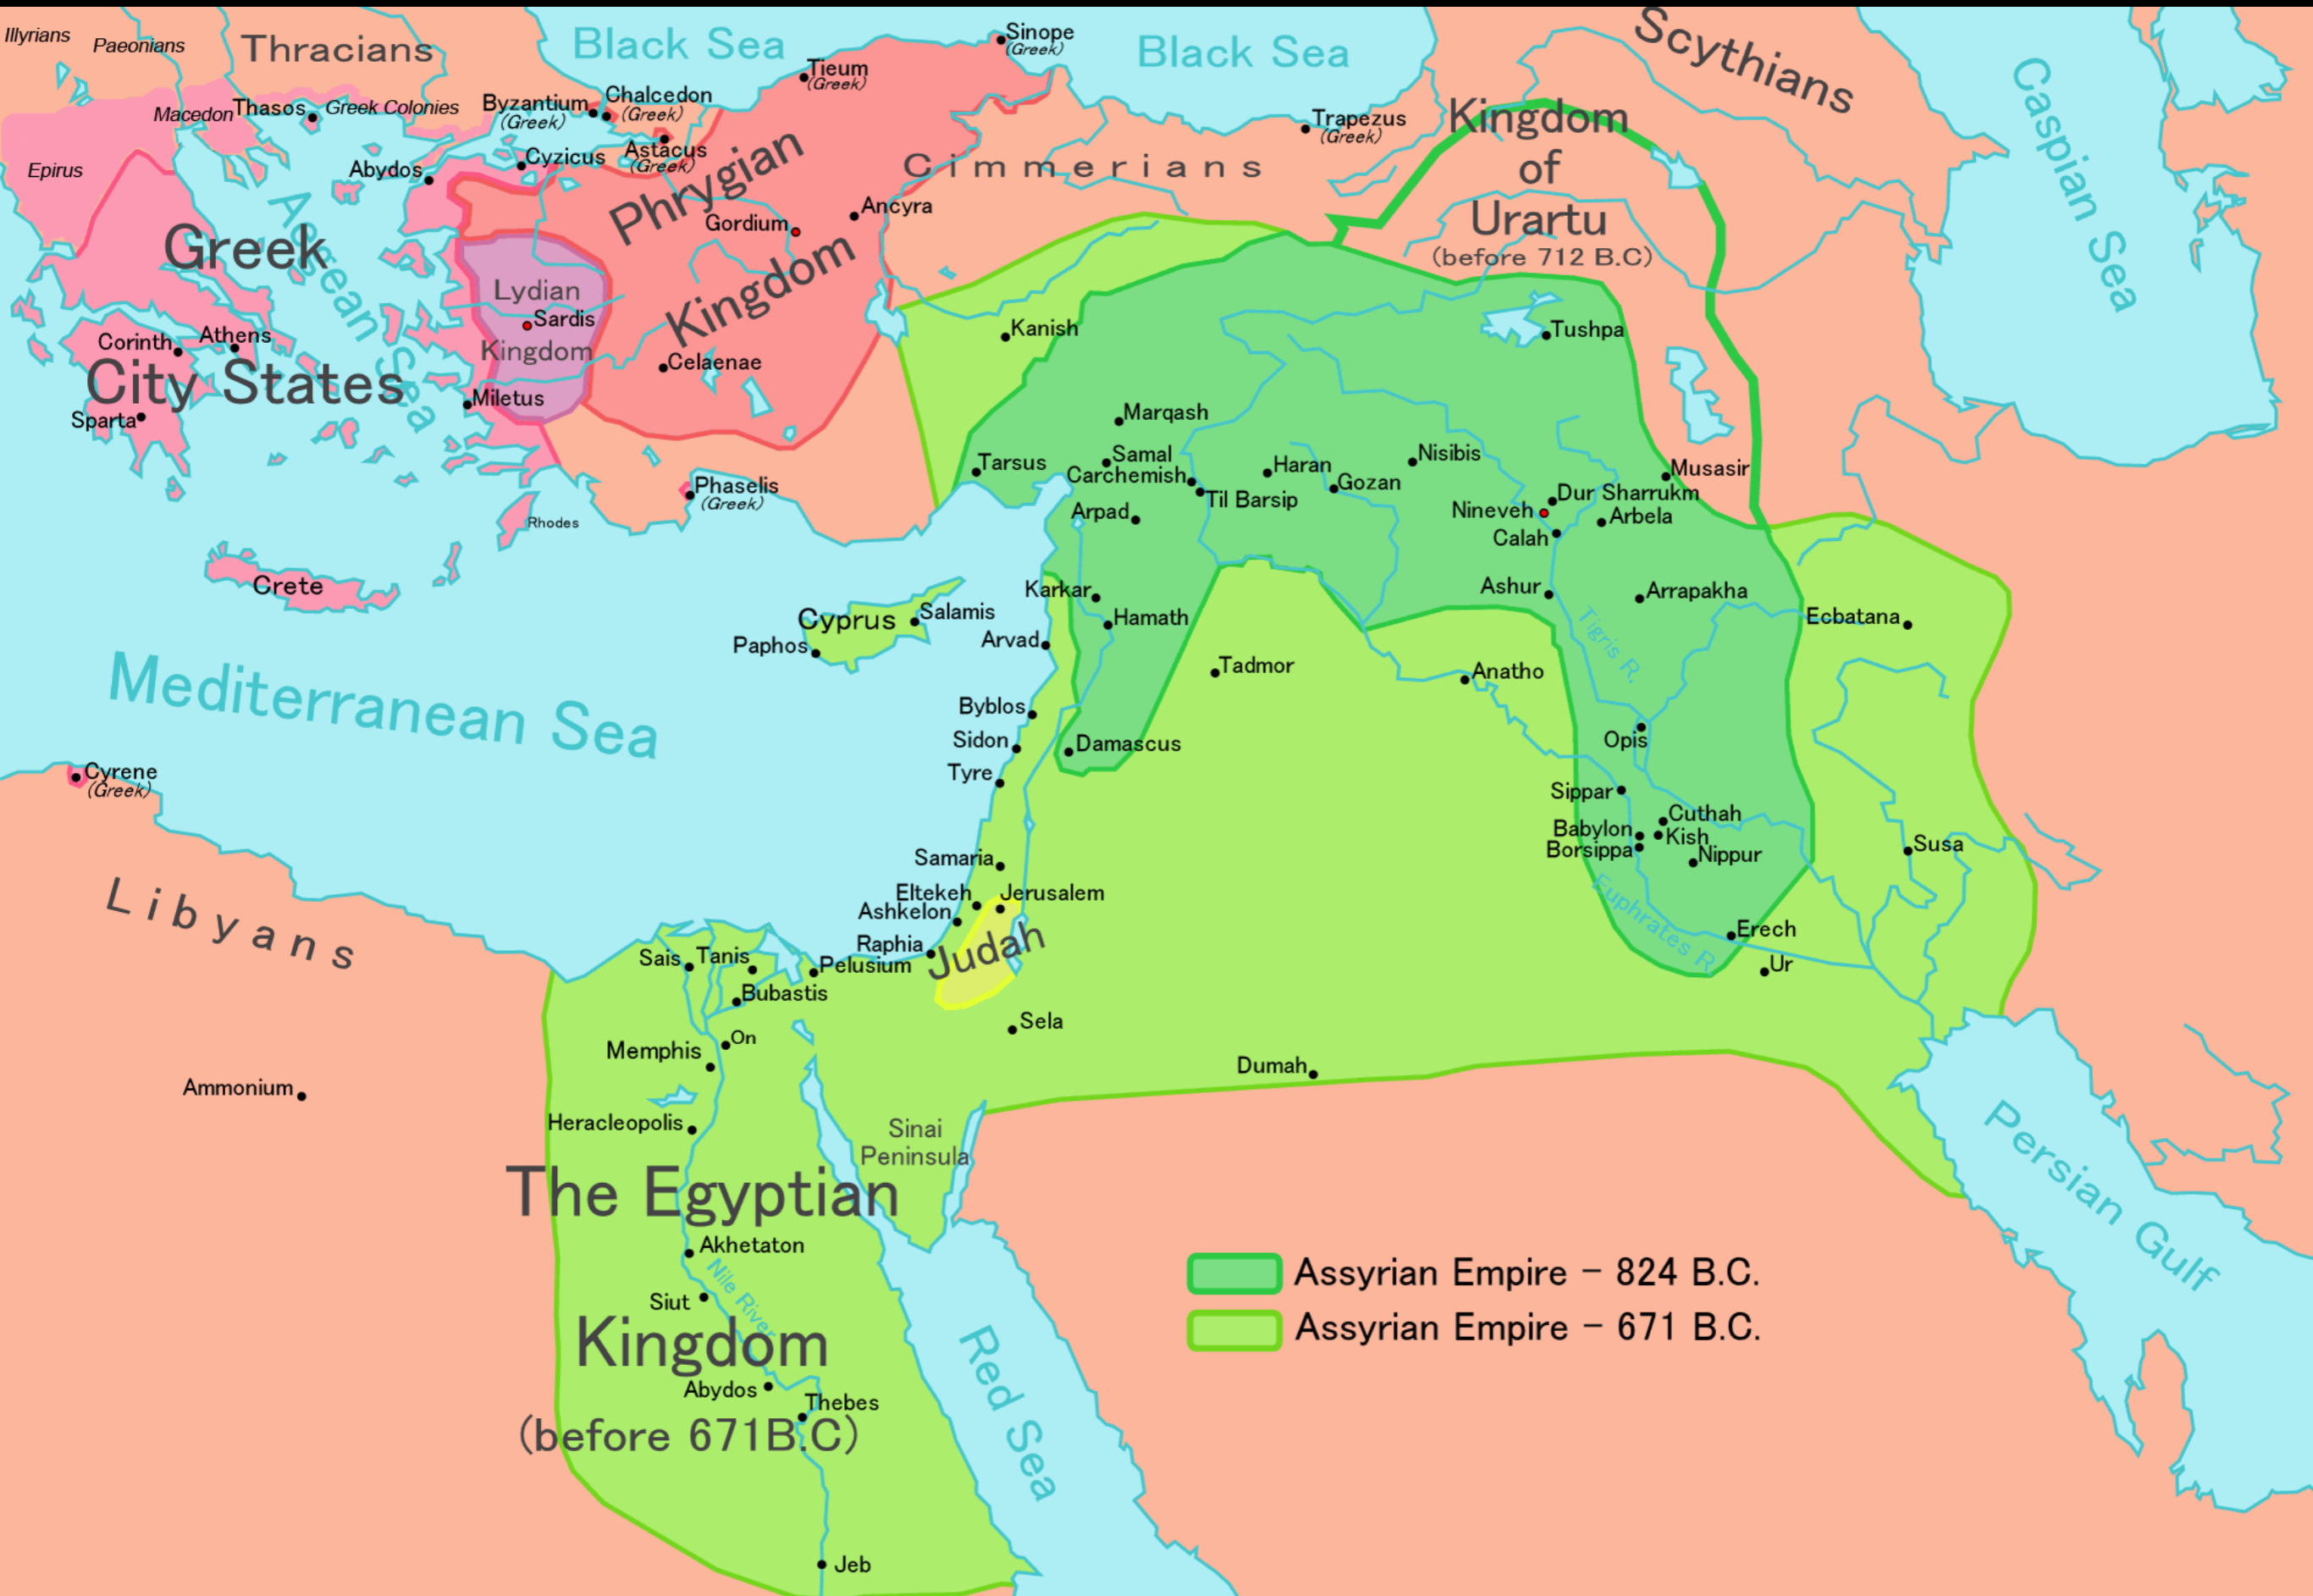 Illyrians
Paeonians
Thracians
Black Sea
Black Sea
Sinope
(Greek)
Scythians
Caspian Sea
Tieum
(Greek)
Macedon
Thasos
Greek Colonies
Byzantium
(Greek)
Chalcedon
(Greek)
Astacus
(Greek)
Cyzicus
Abydos
Epirus
Trapezus
(Greek)
Kingdom
of
Urartu
(before 712 B.C)
Cimmerians
Phrygian
Kingdom
Gordium
Ancyra
Aegean Sea
Greek
City States
Corinth
Athens
Sparta
Lydian
Sardis
Kingdom
Miletus
Celaenae
Kanish
Tushpa
Marqash
Samal
Carchemish
Til Barsip
Tarsus
Arpad
Haran
Gozan
Nisibis
Musasir
Dur Sharrukm
Nineveh
Arbela
Calah
Phaselis
(Greek)
Rhodes
Crete
Cyprus
Salamis
Paphos
Karkar
Hamath
Arvad
Ashur
Arrapakha
Ecbatana
Tigris R.
Tadmor
Anatho
Mediterranean Sea
Byblos
Sidon
Damascus
Tyre
Opis
Cyrene
(Greek)
Sippar
Cuthah
Babylon
Kish
Borsippa
Nippur
Susa
Samaria
Eltekeh
Jerusalem
Ashkelon
Raphia
Judah
Euphrates R.
Erech
Ur
Libyans
Sais
Tanis
Pelusium
Bubastis
Sela
On
Memphis
Dumah
Ammonium
Heracleopolis
Sinai
Peninsula
Persian Gulf
The Egyptian
Kingdom
(before 671B.C)
Akhetaton
Nile River
Siut
Abydos
Thebes
Jeb
Red Sea
Assyrian Empire - 824 B.C.
Assyrian Empire - 671 B.C.